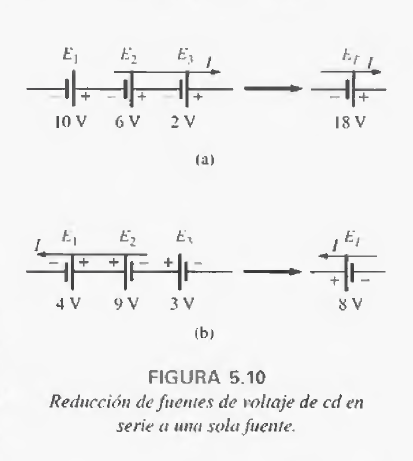 E1 E2 E3 I ET I
− + − + − + − +
10 V 6 V 2 V 18 V
(a)
I E1 E2 E3 I ET
− + + − + − + −
4 V 9 V 3 V 8 V
(b)
FIGURA 5.10
Reducción de fuentes de voltaje de cd en
serie a una sola fuente.